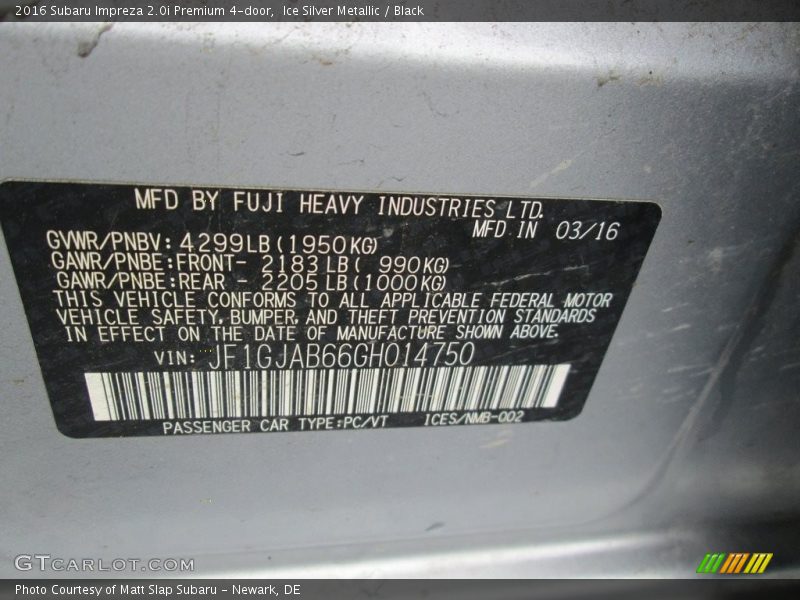 2016 Subaru Impreza 2.0i Premium 4-door,  Ice Silver Metallic / Black
MFD BY FUJI HEAVY INDUSTRIES LTD.
MFD IN 03/16
GVWR/PNBV: 4299LB(1950KG)
GAWR/PNBE:FRONT- 2183LB( 990KG)
GAWR/PNBE:REAR - 2205LB(1000KG)
THIS VEHICLE CONFORMS TO ALL APPLICABLE FEDERAL MOTOR
VEHICLE SAFETY, BUMPER, AND THEFT PREVENTION STANDARDS
IN EFFECT ON THE DATE OF MANUFACTURE SHOWN ABOVE.
VIN: JF1GJAB66GH014750
PASSENGER CAR TYPE:PC/VT ICES/NMB-002
GTCARLOT.COM
Photo Courtesy of Matt Slap Subaru - Newark, DE